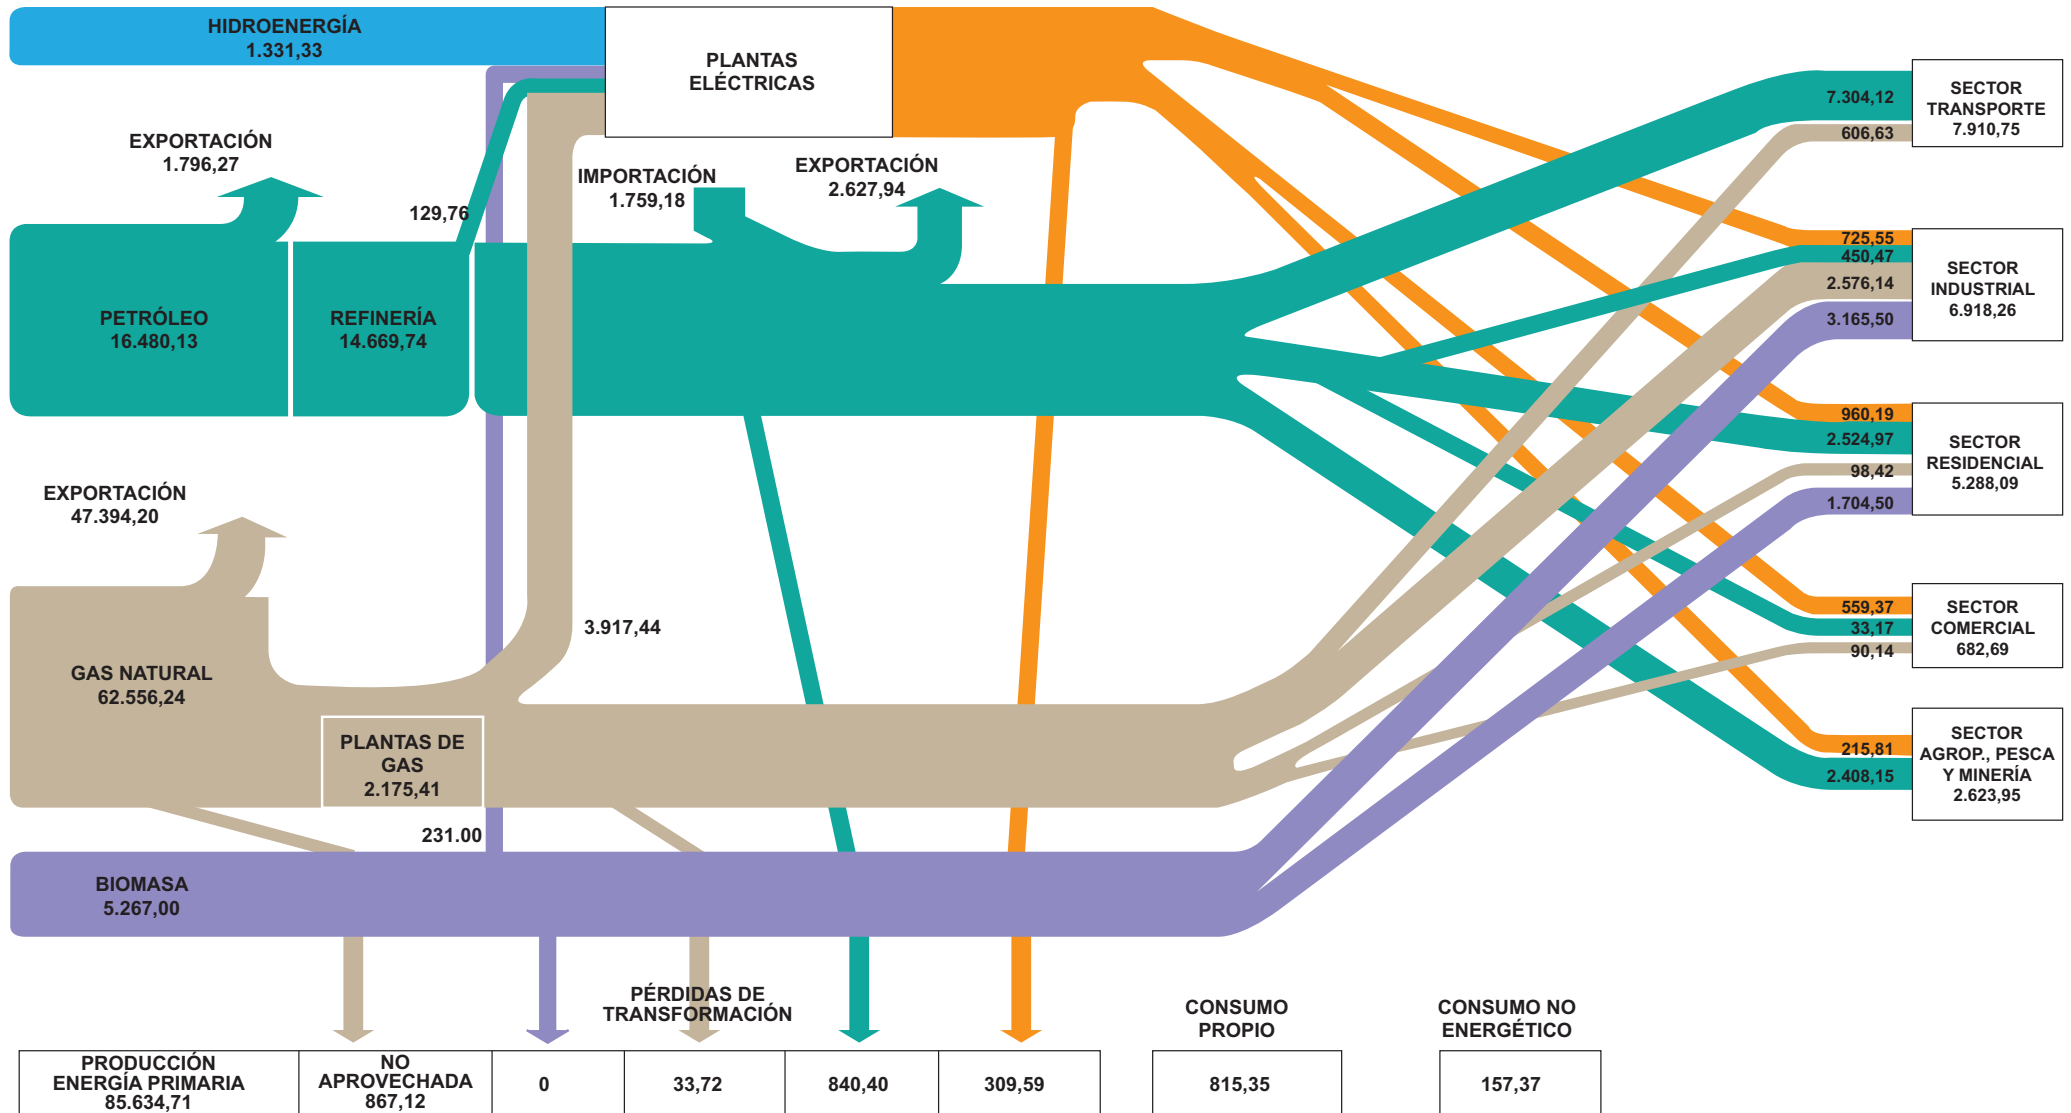 HIDROENERGÍA
1.331,33
PLANTAS
ELÉCTRICAS
EXPORTACIÓN
1.796,27
129,76
IMPORTACIÓN
1.759,18
EXPORTACIÓN
2.627,94
PETRÓLEO
16.480,13
REFINERÍA
14.669,74
EXPORTACIÓN
47.394,20
GAS NATURAL
62.556,24
3.917,44
PLANTAS DE
GAS
2.175,41
231.00
BIOMASA
5.267,00
7.304,12
606,63
SECTOR
TRANSPORTE
7.910,75
725,55
450,47
2.576,14
3.165,50
SECTOR
INDUSTRIAL
6.918,26
960,19
2.524,97
98,42
1.704,50
SECTOR
RESIDENCIAL
5.288,09
559,37
33,17
90,14
SECTOR
COMERCIAL
682,69
215,81
2.408,15
SECTOR
AGROP., PESCA
Y MINERÍA
2.623,95
PÉRDIDAS DE
TRANSFORMACIÓN
CONSUMO
PROPIO
CONSUMO NO
ENERGÉTICO
PRODUCCIÓN
ENERGÍA PRIMARIA
85.634,71
NO
APROVECHADA
867,12
0
33,72
840,40
309,59
815,35
157,37